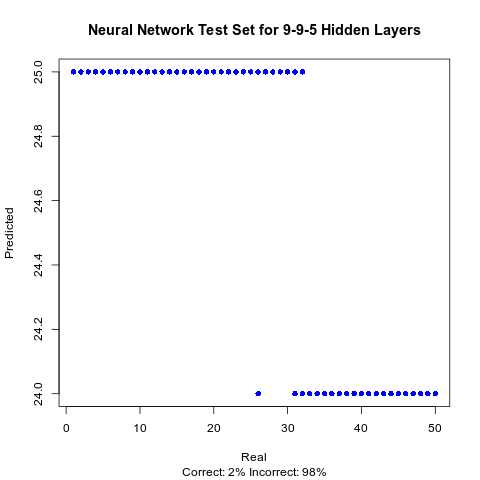 Neural Network Test Set for 9-9-5 Hidden Layers
Predicted
25.0
24.8
24.6
24.4
24.2
24.0
0 10 20 30 40 50
Real
Correct: 2% Incorrect: 98%